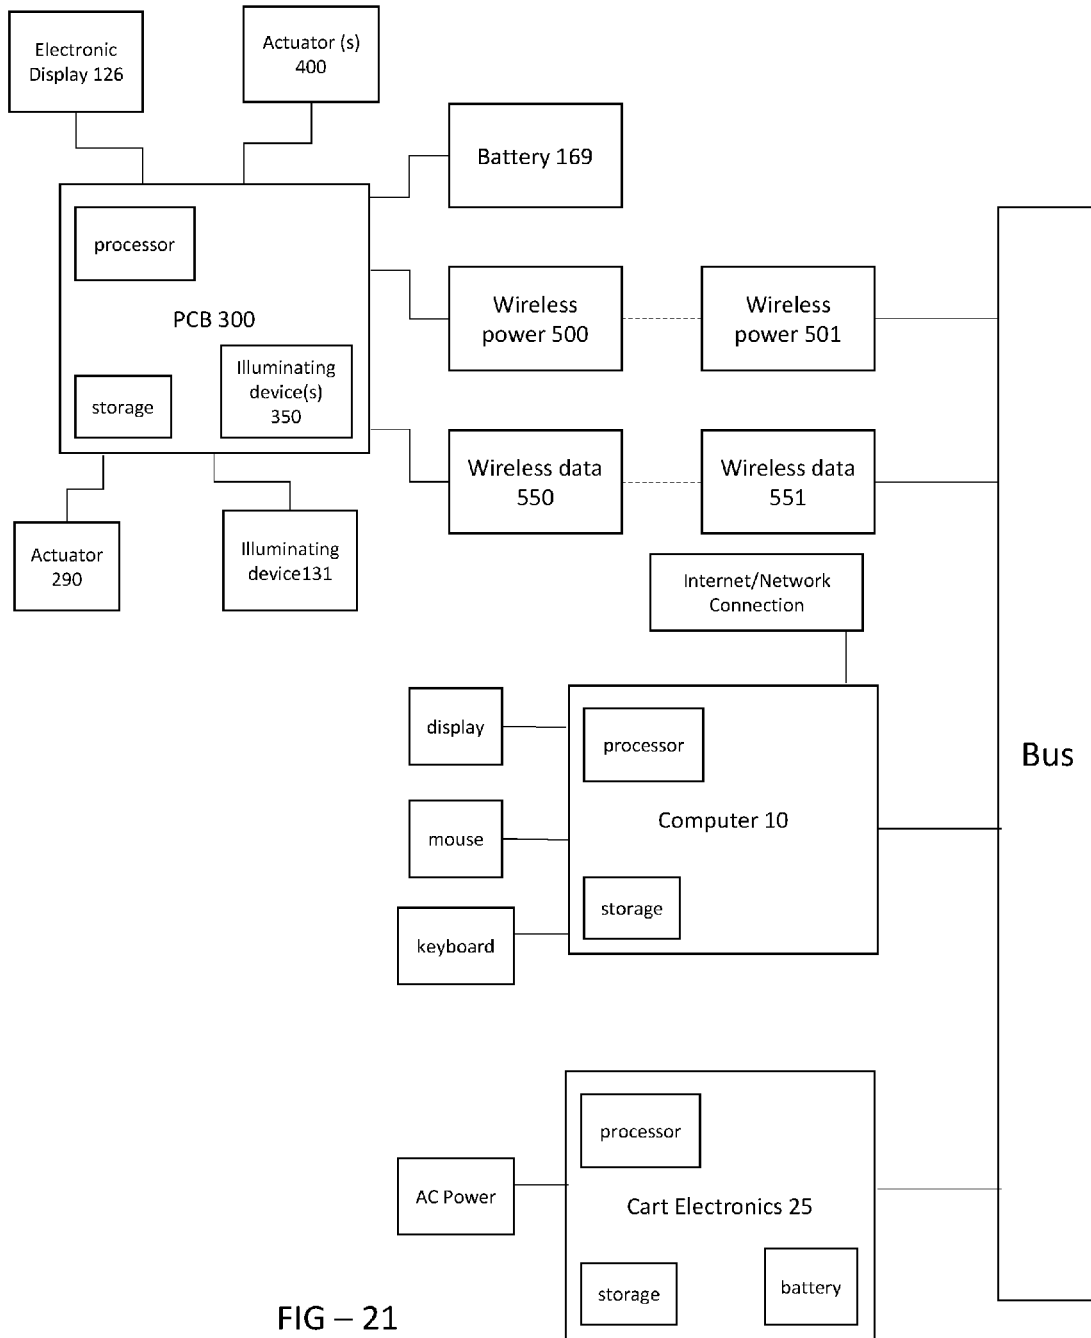 Electronic
Display 126
Actuator (s)
400
Battery 169
processor
PCB 300
Illuminating
device(s)
350
storage
Wireless
power 500
Wireless
power 501
Wireless data
550
Wireless data
551
Actuator
290
Illuminating
device131
Internet/Network
Connection
display
processor
mouse
Computer 10
storage
keyboard
Bus
processor
AC Power
Cart Electronics 25
storage
battery
FIG – 21